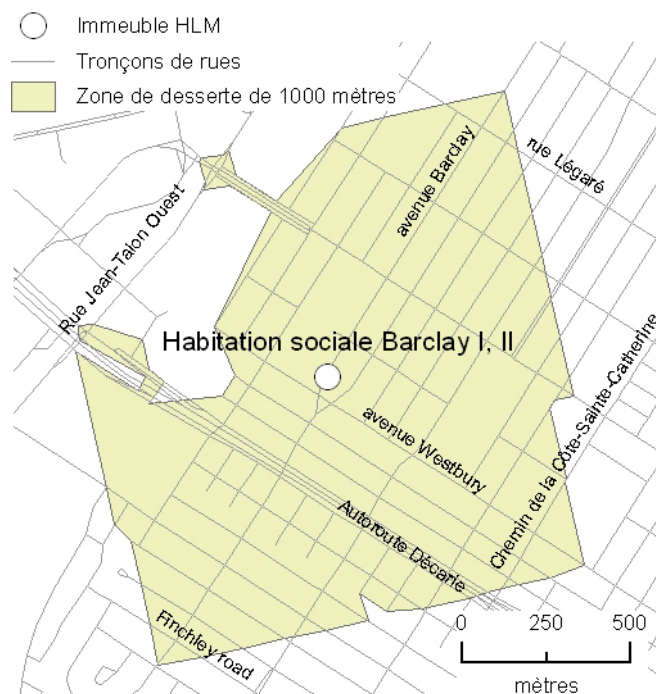 Immeuble HLM
Tronçons de rues
Zone de desserte de 1000 mètres
rue Légaré
avenue Barclay
Rue Jean-Talon Ouest
Habitation sociale Barclay I, II
Chemin de la Côte-Sainte-Catherine
avenue Westbury
Autoroute Décarie
Finchley road
0 250 500
mètres